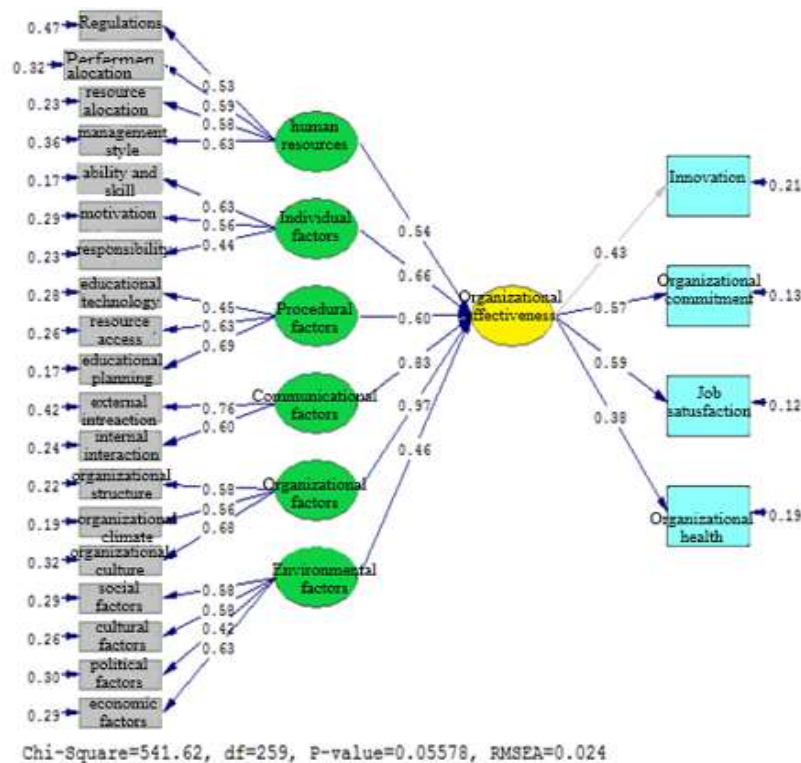 0.47
Regulations
0.32
Perfermen
alocation
0.23
resource
alocation
0.36
management
style
0.17
ability and
skill
0.29
motivation
0.23
responsibility
0.28
educational
technology
0.26
resource
access
0.17
educational
planning
0.42
external
intreaction
0.24
internal
interaction
0.22
organizational
structure
0.19
organizational
climate
0.32
organizational
culture
0.29
social
factors
0.26
cultural
factors
0.30
political
factors
0.29
economic
factors
0.53
0.59
0.58
0.63
0.63
0.56
0.44
0.45
0.63
0.69
0.76
0.60
0.58
0.56
0.68
0.58
0.58
0.42
0.63
human
resources
Individual
factors
Procedural
factors
Communicational
factors
Organizational
factors
Environmental
factors
0.54
0.66
0.60
0.83
0.97
0.46
Organizational
effectiveness
0.43
0.57
0.59
0.38
Innovation
0.21
Organizational
commitment
0.13
Job
satusfaction
0.12
Organizational
health
0.19
Chi-Square=541.62, df=259, P-value=0.05578, RMSEA=0.024